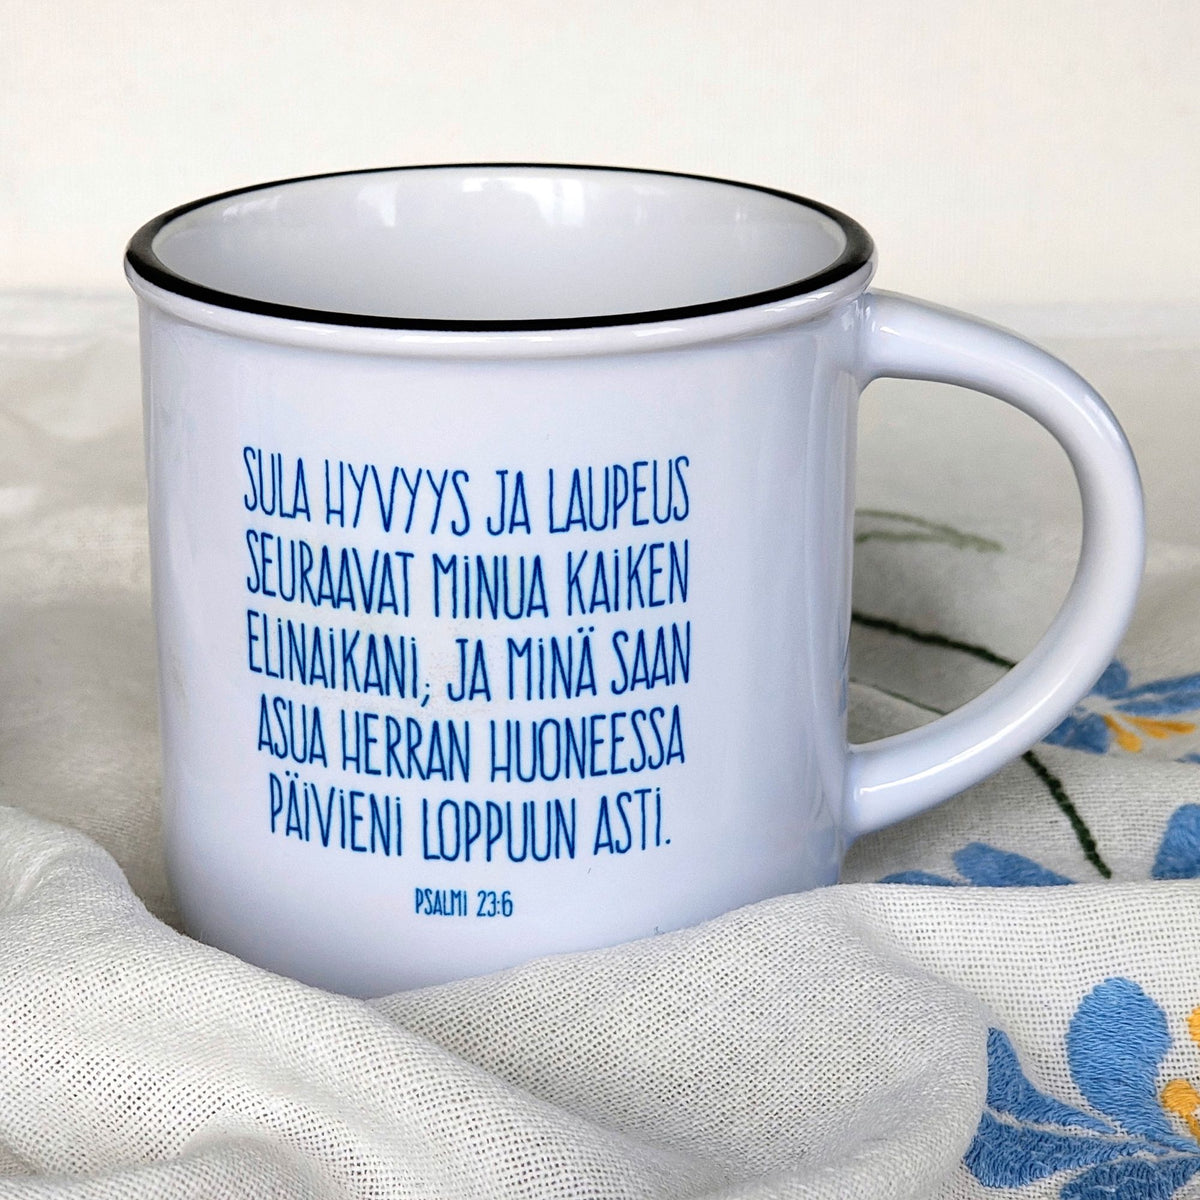 SULA HYVYYS JA LAUPEUS
SEURAAVAT MINUA KAIKEN
ELINAIKANI; JA MINÄ SAAN
ASUA HERRAN HUONEESSA
PÄIVIENI LOPPUUN ASTI.
PSALMI 23:6